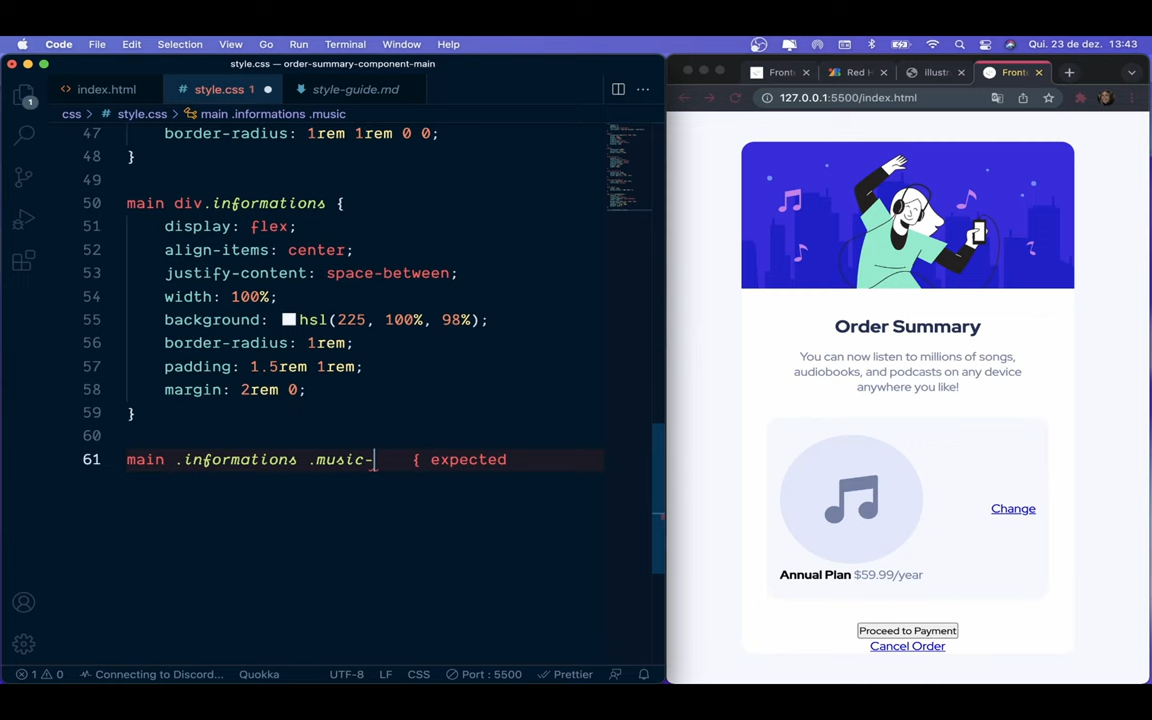 Code File Edit Selection View Go Run Terminal Window Help Qui. 23 de dez. 13:43
style.css — order-summary-component-main
index.html style.css 1 style-guide.md
css > style.css > main .informations .music
47 border-radius: 1rem 1rem 0 0;
48 }
49
50 main div.informations {
51 display: flex;
52 align-items: center;
53 justify-content: space-between;
54 width: 100%;
55 background: hsl(225, 100%, 98%);
56 border-radius: 1rem;
57 padding: 1.5rem 1rem;
58 margin: 2rem 0;
59 }
60
61 main .informations .music- { expected
1
1 0 Connecting to Discord... Quokka UTF-8 LF CSS Port : 5500 Prettier
Fronte Red H illustr Fronte
127.0.0.1:5500/index.html
Order Summary
You can now listen to millions of songs,
audiobooks, and podcasts on any device
anywhere you like!
Change
Annual Plan $59.99/year
Proceed to Payment
Cancel Order